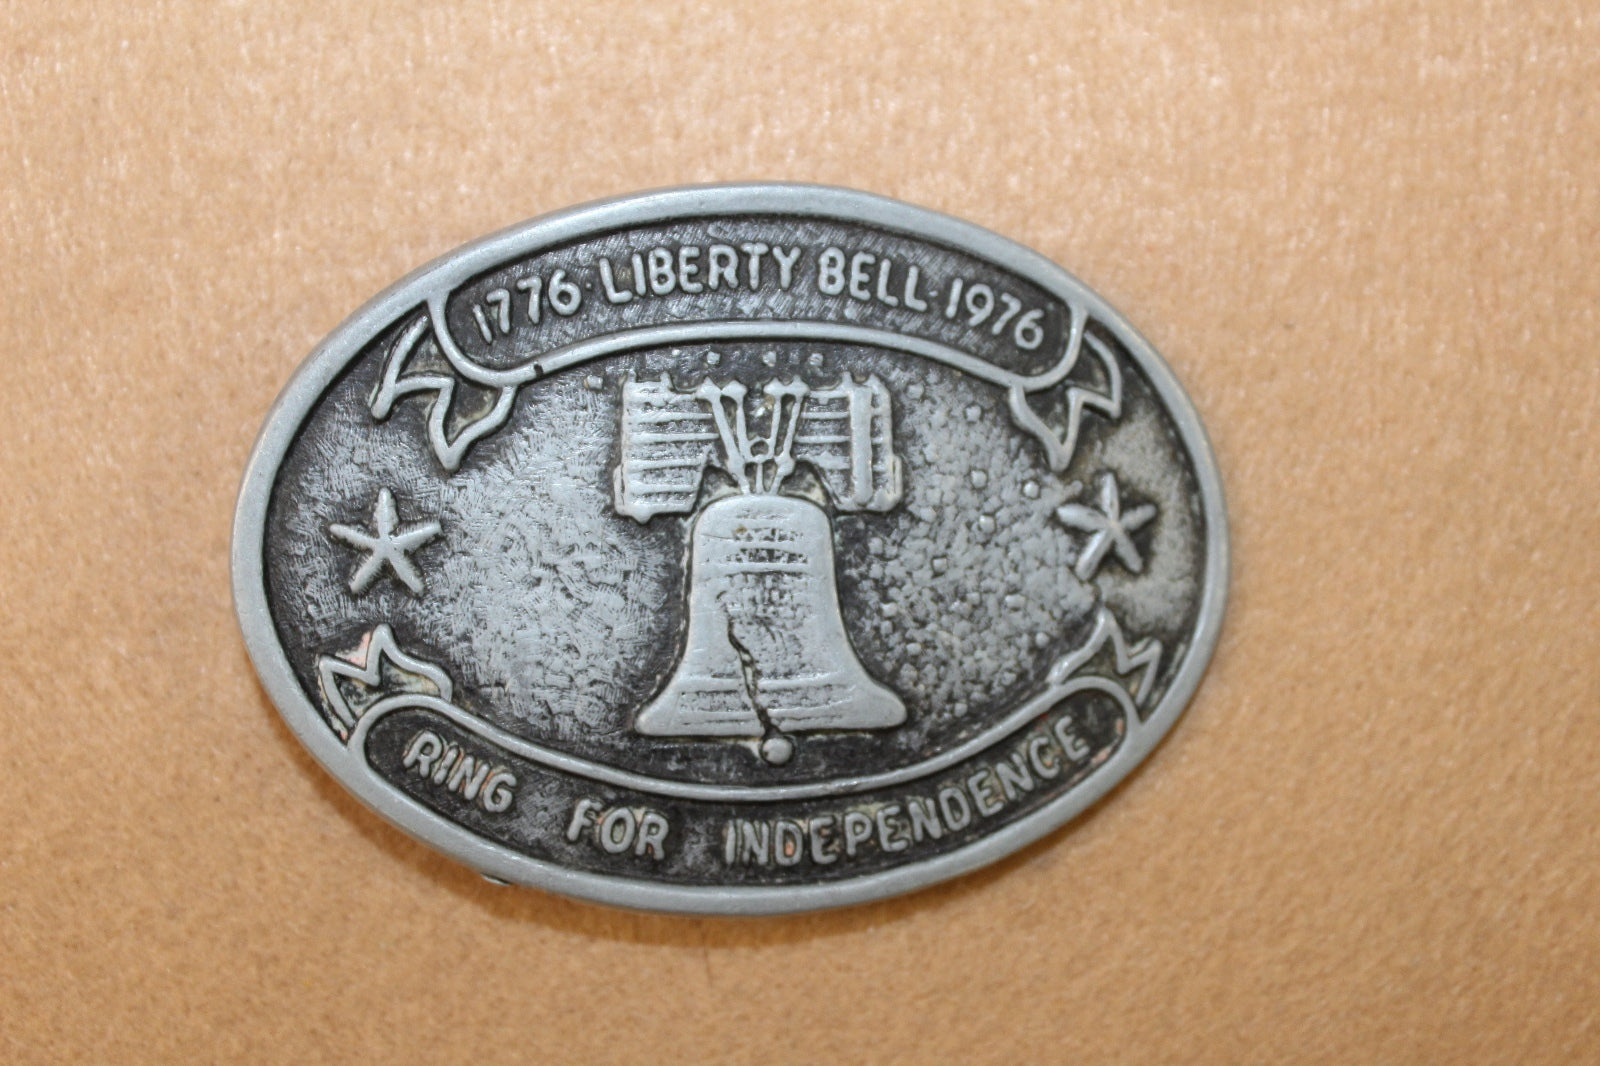 1776·LIBERTY BELL·1976
RING FOR INDEPENDENCE